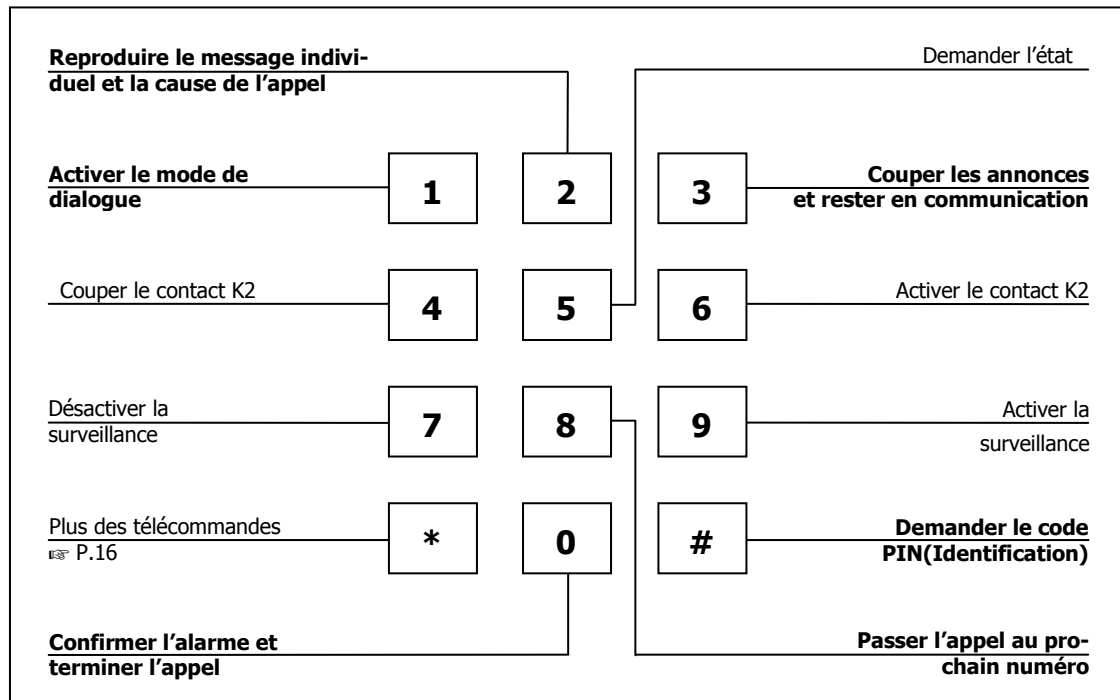 Reproduire le message indivi-
duel et la cause de l’appel
Demander l’état
Activer le mode de
dialogue
1
2
3
Couper les annonces
et rester en communication
Couper le contact K2
4
5
6
Activer le contact K2
Désactiver la
surveillance
7
8
9
Activer la
surveillance
Plus des télécommandes
☞ P.16
*
0
#
Demander le code
PIN(Identification)
Confirmer l’alarme et
terminer l’appel
Passer l’appel au pro-
chain numéro